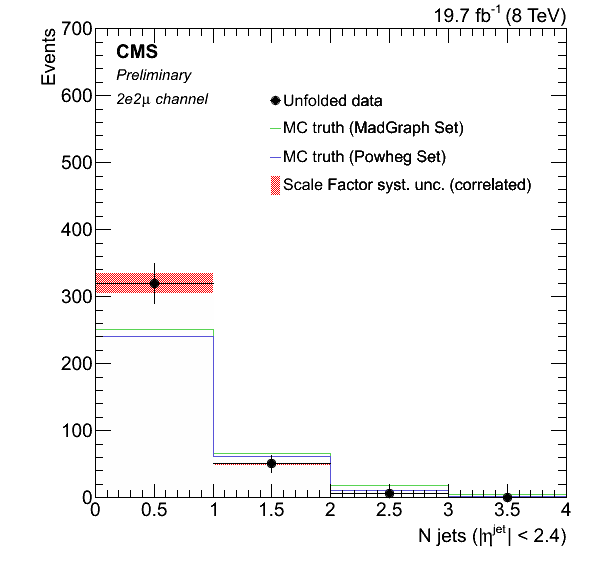 19.7 fb⁻¹ (8 TeV)
Events
CMS
Preliminary
2e2μ channel
Unfolded data
MC truth (MadGraph Set)
MC truth (Powheg Set)
Scale Factor syst. unc. (correlated)
700
600
500
400
300
200
100
0
0 0.5 1 1.5 2 2.5 3 3.5 4
N jets (|η^jet| < 2.4)